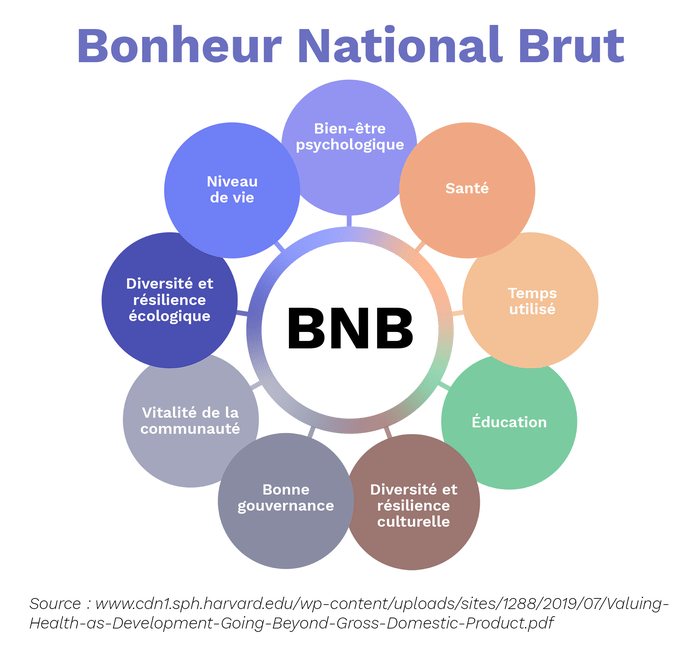 Bonheur National Brut
Bien-être
psychologique
Santé
Temps
utilisé
Éducation
Diversité et
résilience
culturelle
Bonne
gouvernance
Vitalité de la
communauté
Diversité et
résilience
écologique
Niveau
de vie
BNB
Source : www.cdn1.sph.harvard.edu/wp-content/uploads/sites/1288/2019/07/Valuing-
Health-as-Development-Going-Beyond-Gross-Domestic-Product.pdf